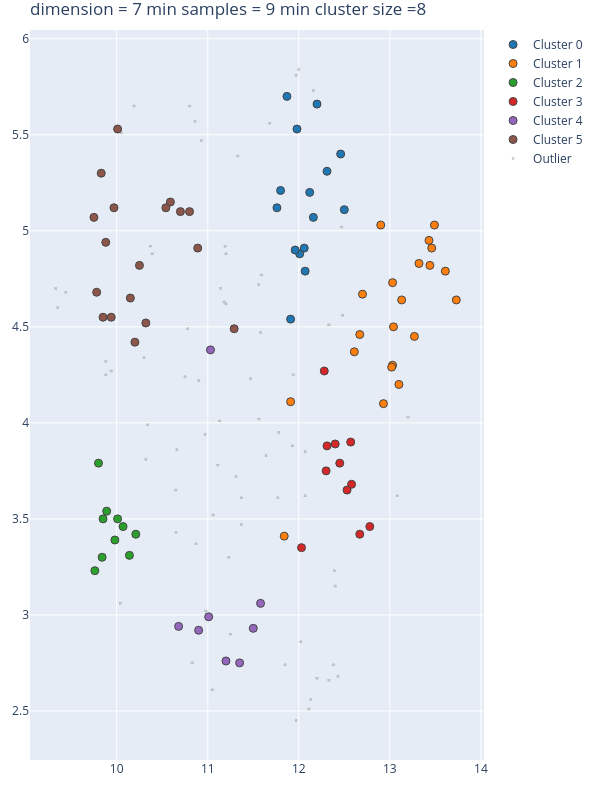 dimension = 7 min samples = 9 min cluster size =8
6
5.5
5
4.5
4
3.5
3
2.5
10
11
12
13
14
Cluster 0
Cluster 1
Cluster 2
Cluster 3
Cluster 4
Cluster 5
Outlier